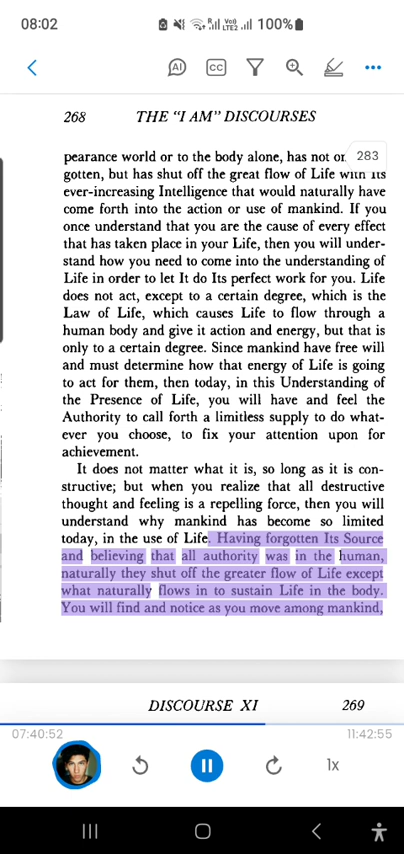 08:02
R
Vo))
LTE2
100%
AI
CC
268 THE "I AM" DISCOURSES
283
pearance world or to the body alone, has not
gotten, but has shut off the great flow of Life with its
ever-increasing Intelligence that would naturally have
come forth into the action or use of mankind. If you
once understand that you are the cause of every effect
that has taken place in your Life, then you will under-
stand how you need to come into the understanding of
Life in order to let It do Its perfect work for you. Life
does not act, except to a certain degree, which is the
Law of Life, which causes Life to flow through a
human body and give it action and energy, but that is
only to a certain degree. Since mankind have free will
and must determine how that energy of Life is going
to act for them, then today, in this Understanding of
the Presence of Life, you will have and feel the
Authority to call forth a limitless supply to do what-
ever you choose, to fix your attention upon for
achievement.
It does not matter what it is, so long as it is con-
structive; but when you realize that all destructive
thought and feeling is a repelling force, then you will
understand why mankind has become so limited
today, in the use of Life. Having forgotten Its Source
and believing that all authority was in the human,
naturally they shut off the greater flow of Life except
what naturally flows in to sustain Life in the body.
You will find and notice as you move among mankind,
DISCOURSE XI 269
07:40:52 11:42:55
1x